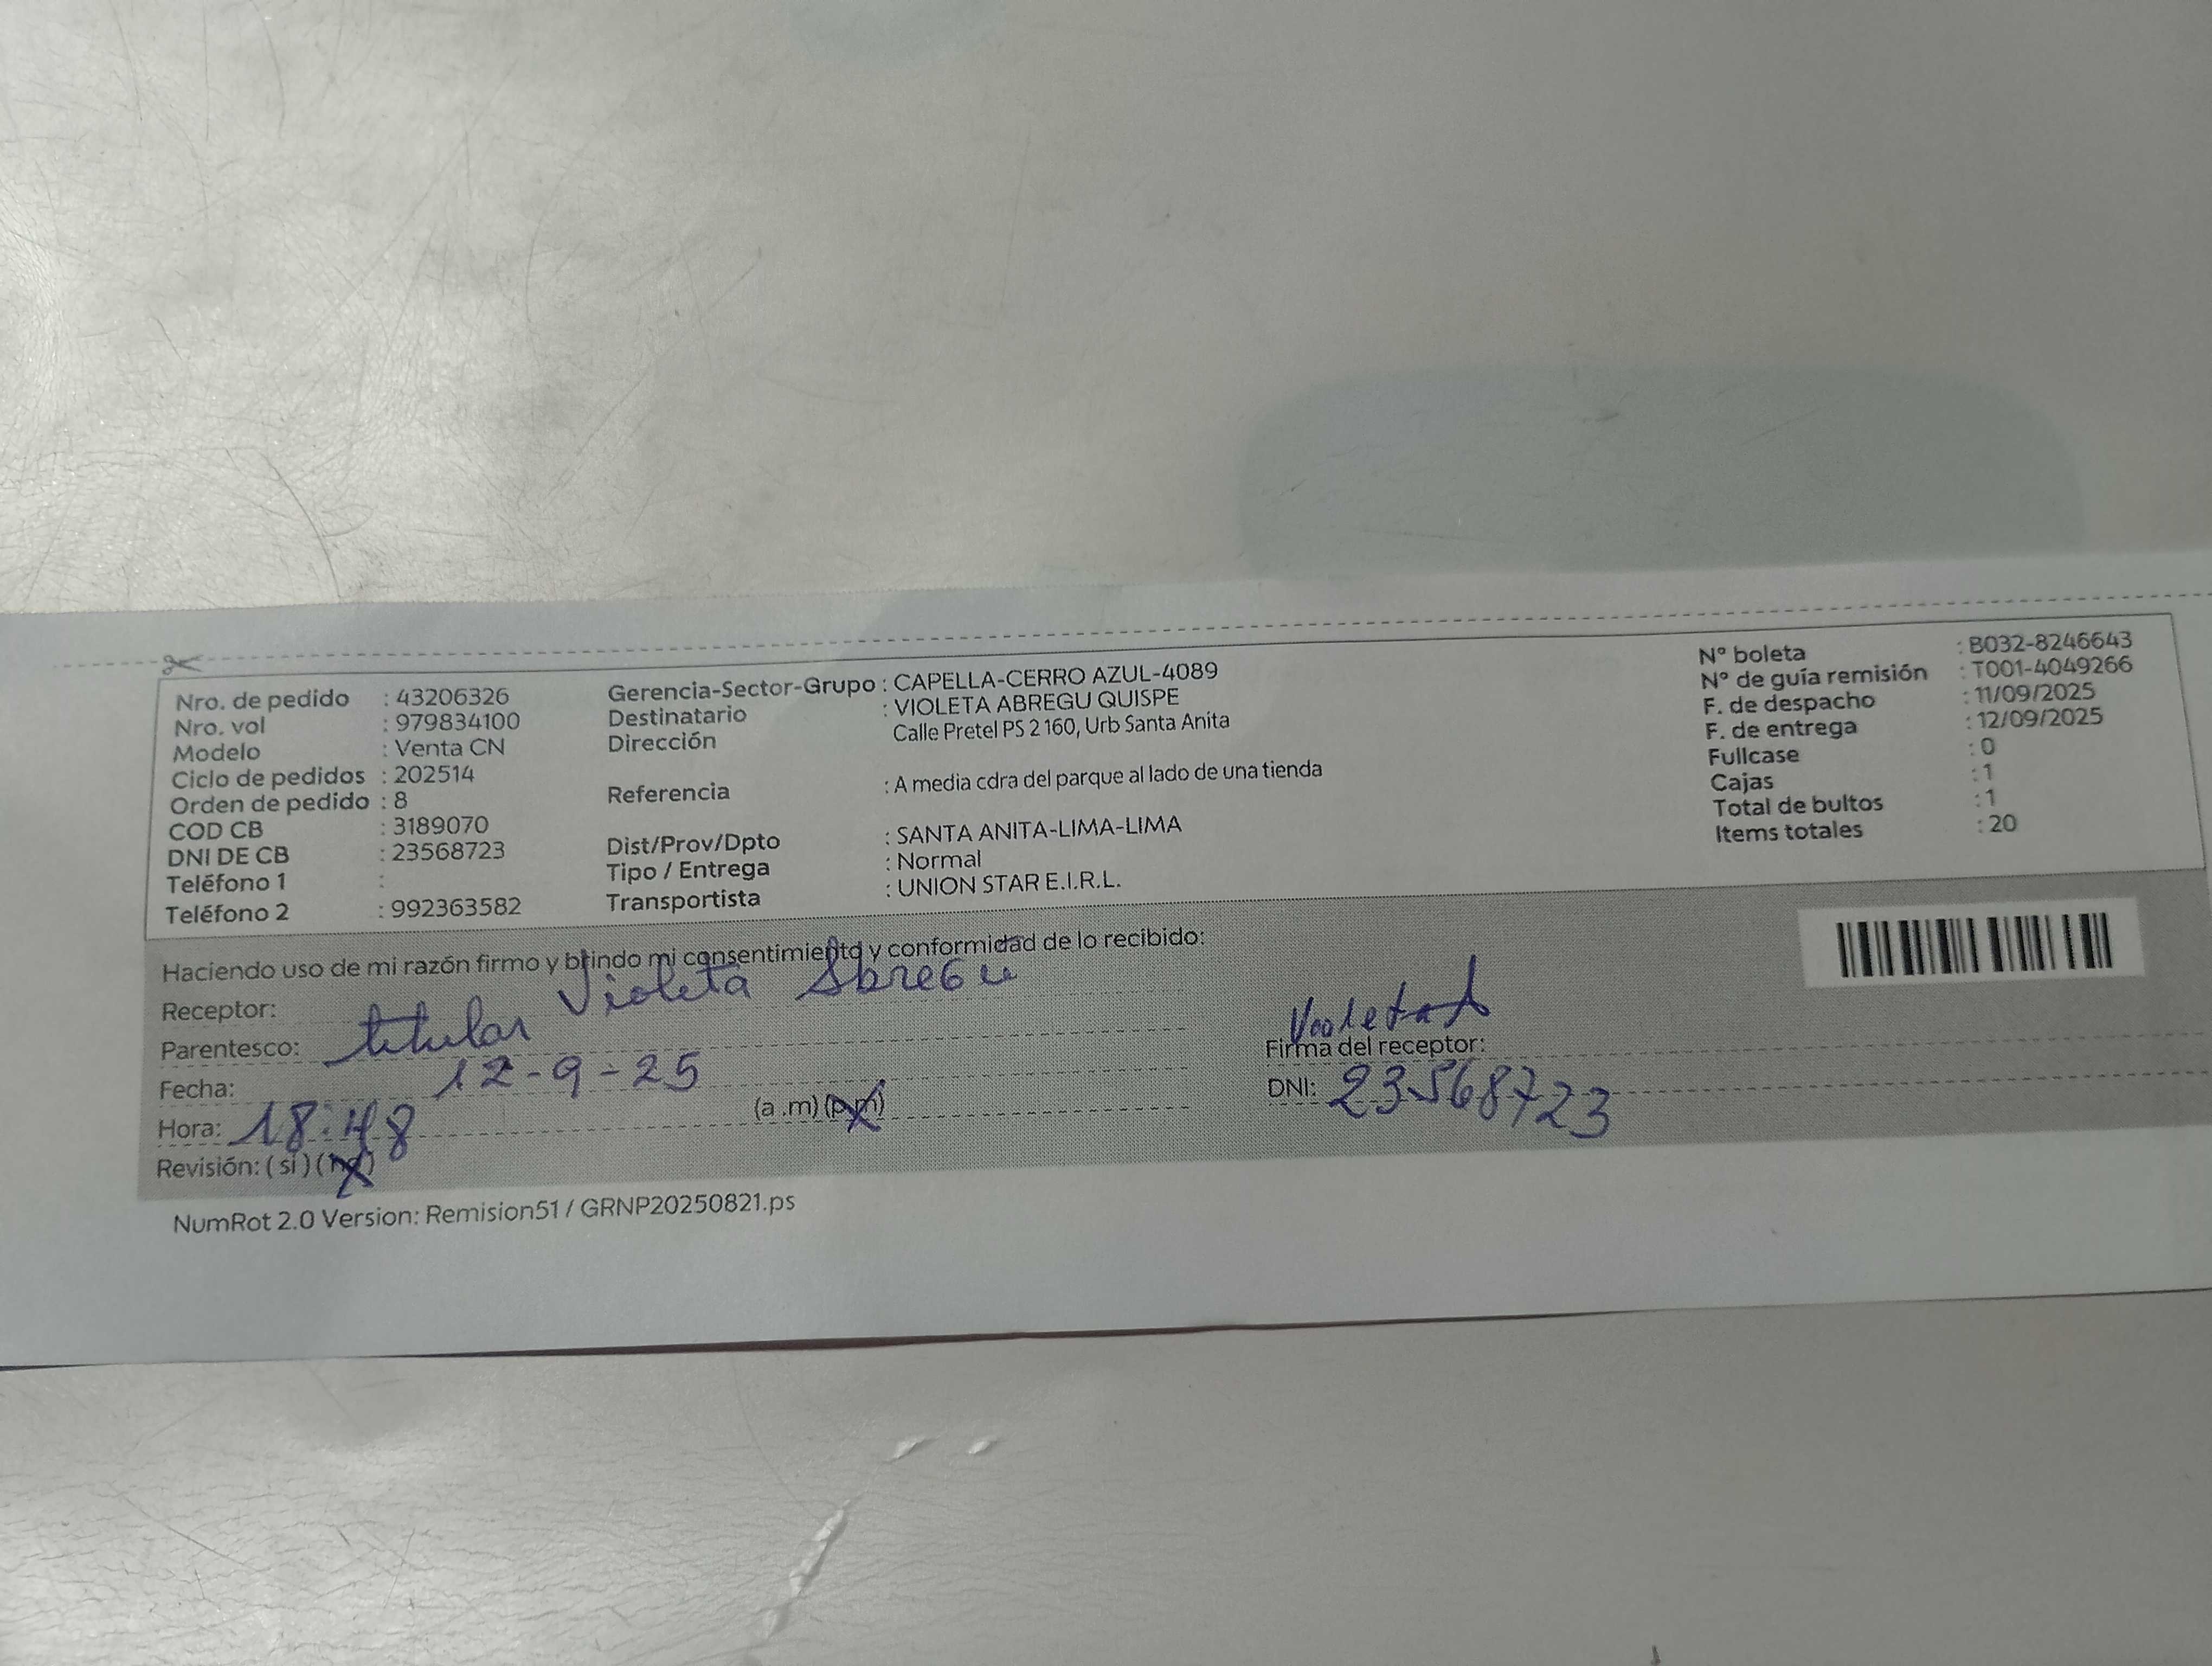 Nro. de pedido : 43206326
Nro. vol : 979834100
Modelo : Venta CN
Ciclo de pedidos : 202514
Orden de pedido : 8
COD CB : 3189070
DNI DE CB : 23568723
Teléfono 1 :
Teléfono 2 : 992363582
Gerencia-Sector-Grupo : CAPELLA-CERRO AZUL-4089
Destinatario : VIOLETA ABREGU QUISPE
Dirección Calle Pretel PS 2 160, Urb Santa Anita
Referencia : A media cdra del parque al lado de una tienda
Dist/Prov/Dpto : SANTA ANITA-LIMA-LIMA
Tipo / Entrega : Normal
Transportista : UNION STAR E.I.R.L.
N° boleta : B032-8246643
N° de guía remisión : T001-4049266
F. de despacho : 11/09/2025
F. de entrega : 12/09/2025
Fullcase : 0
Cajas : 1
Total de bultos : 1
Items totales : 20
Haciendo uso de mi razón firmo y brindo mi consentimiento y conformidad de lo recibido:
Receptor: Violeta Abregu
Parentesco: titular
Fecha: 12-9-25
Hora: 18:48 (a .m) (p.m)
Revisión: ( si ) (no)
Violeta A
Firma del receptor:
DNI: 23568723
NumRot 2.0 Version: Remision51 / GRNP20250821.ps